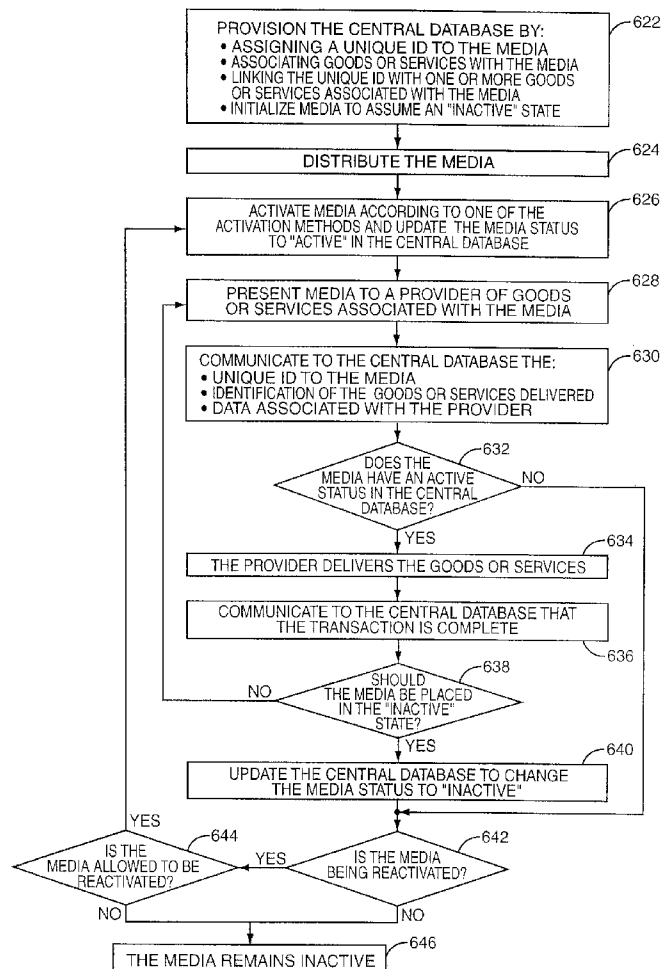 PROVISION THE CENTRAL DATABASE BY:
• ASSIGNING A UNIQUE ID TO THE MEDIA
• ASSOCIATING GOODS OR SERVICES WITH THE MEDIA
• LINKING THE UNIQUE ID WITH ONE OR MORE GOODS
OR SERVICES ASSOCIATED WITH THE MEDIA
• INITIALIZE MEDIA TO ASSUME AN "INACTIVE" STATE
622
DISTRIBUTE THE MEDIA
624
ACTIVATE MEDIA ACCORDING TO ONE OF THE
ACTIVATION METHODS AND UPDATE THE MEDIA STATUS
TO "ACTIVE" IN THE CENTRAL DATABASE
626
PRESENT MEDIA TO A PROVIDER OF GOODS
OR SERVICES ASSOCIATED WITH THE MEDIA
628
COMMUNICATE TO THE CENTRAL DATABASE THE:
• UNIQUE ID TO THE MEDIA
• IDENTIFICATION OF THE GOODS OR SERVICES DELIVERED
• DATA ASSOCIATED WITH THE PROVIDER
630
DOES THE
MEDIA HAVE AN ACTIVE
STATUS IN THE CENTRAL
DATABASE?
632
NO
YES
THE PROVIDER DELIVERS THE GOODS OR SERVICES
634
COMMUNICATE TO THE CENTRAL DATABASE THAT
THE TRANSACTION IS COMPLETE
636
SHOULD
THE MEDIA BE PLACED
IN THE "INACTIVE"
STATE?
638
NO
YES
UPDATE THE CENTRAL DATABASE TO CHANGE
THE MEDIA STATUS TO "INACTIVE"
640
IS THE MEDIA
BEING REACTIVATED?
642
YES
NO
IS THE
MEDIA ALLOWED TO BE
REACTIVATED?
644
YES
NO
THE MEDIA REMAINS INACTIVE
646